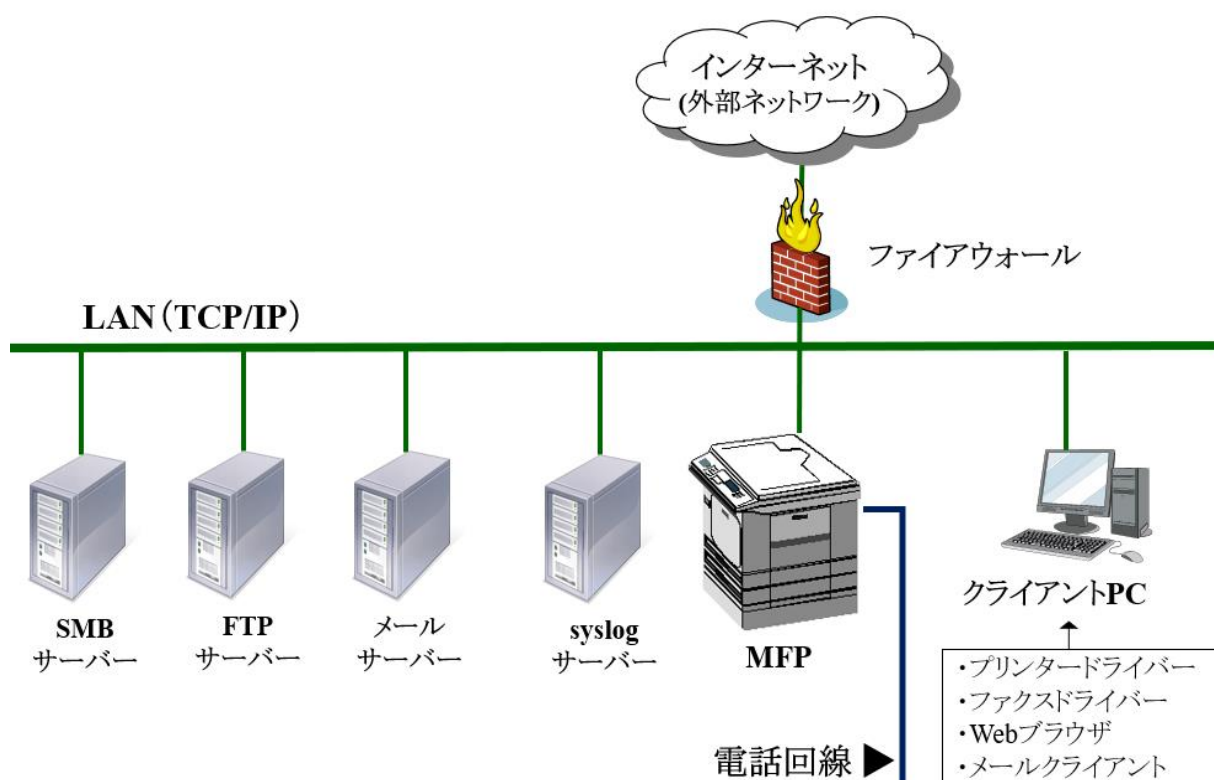 インターネット
(外部ネットワーク)
ファイアウォール
LAN（TCP/IP）
SMB
サーバー
FTP
サーバー
メール
サーバー
syslog
サーバー
MFP
クライアントPC
・プリンタードライバー
・ファクスドライバー
・Webブラウザ
・メールクライアント
電話回線 ▶